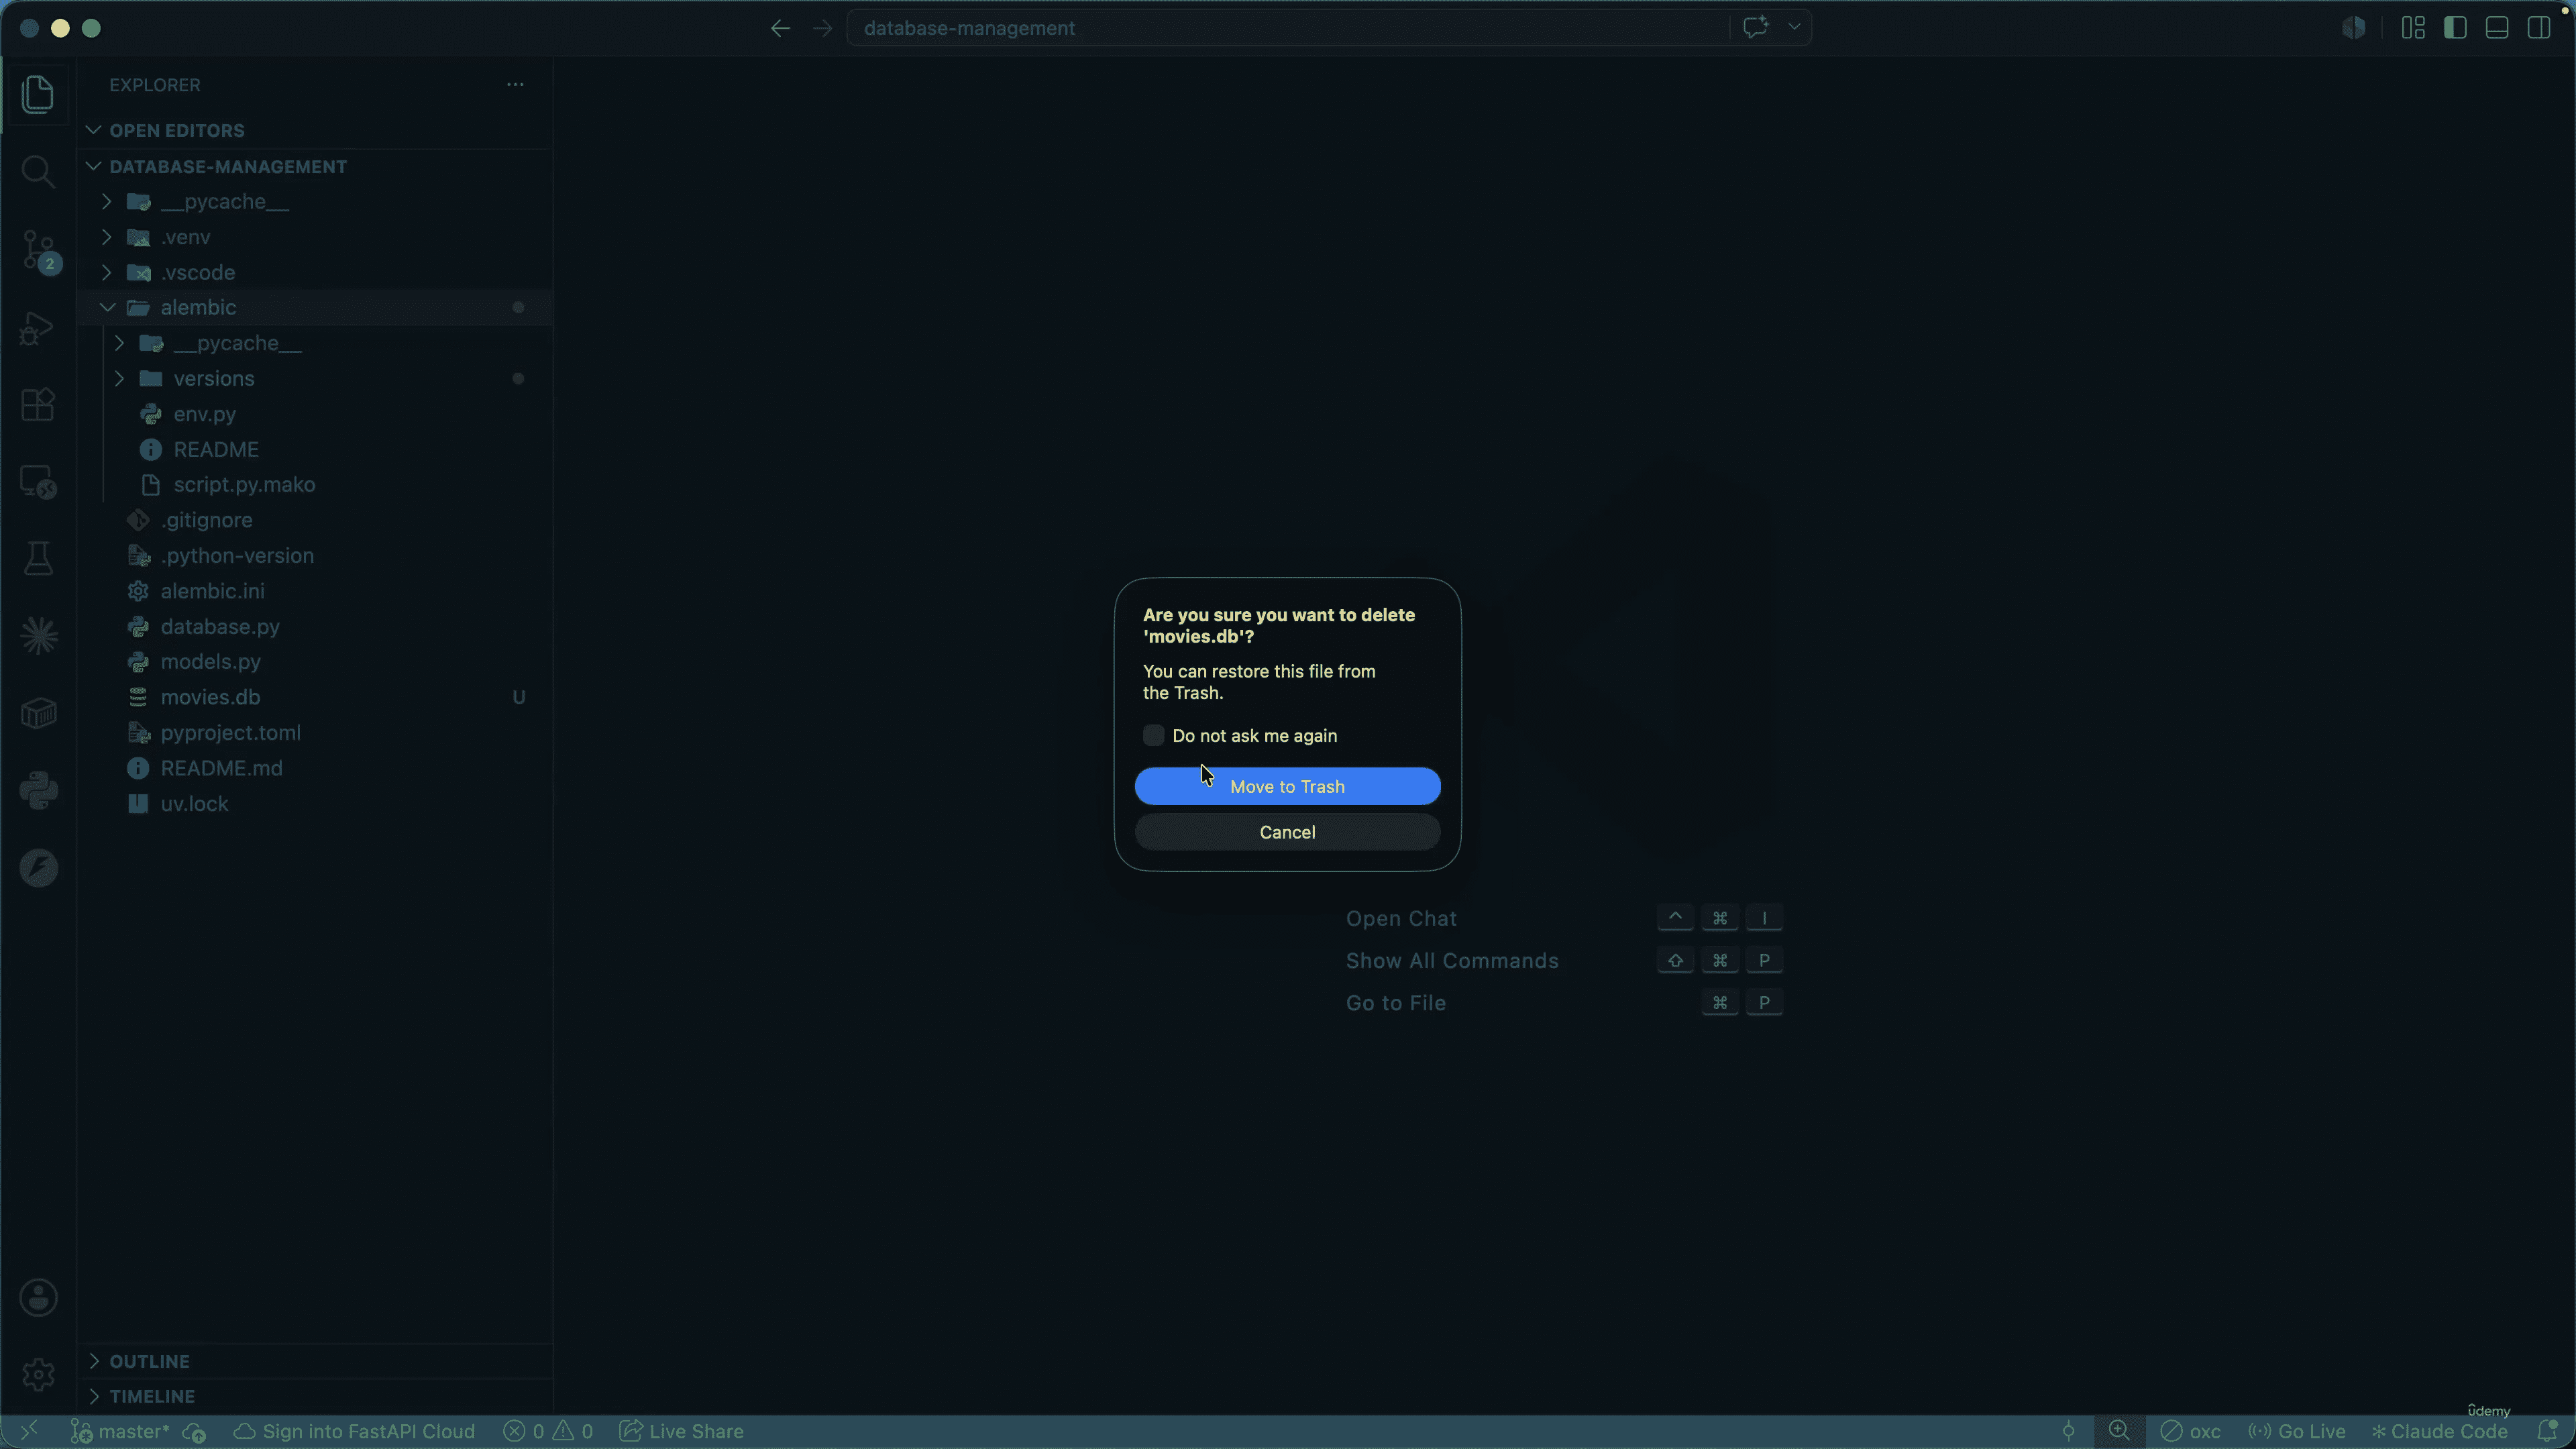 database-management
EXPLORER
OPEN EDITORS
DATABASE-MANAGEMENT
__pycache__
.venv
.vscode
alembic
__pycache__
versions
env.py
README
script.py.mako
.gitignore
.python-version
alembic.ini
database.py
models.py
movies.db U
pyproject.toml
README.md
uv.lock
2
Are you sure you want to delete
'movies.db'?
You can restore this file from
the Trash.
Do not ask me again
Move to Trash
Cancel
Open Chat ^ ⌘ I
Show All Commands ⇧ ⌘ P
Go to File ⌘ P
OUTLINE
TIMELINE
udemy
master* Sign into FastAPI Cloud 0 0 Live Share oxc Go Live Claude Code